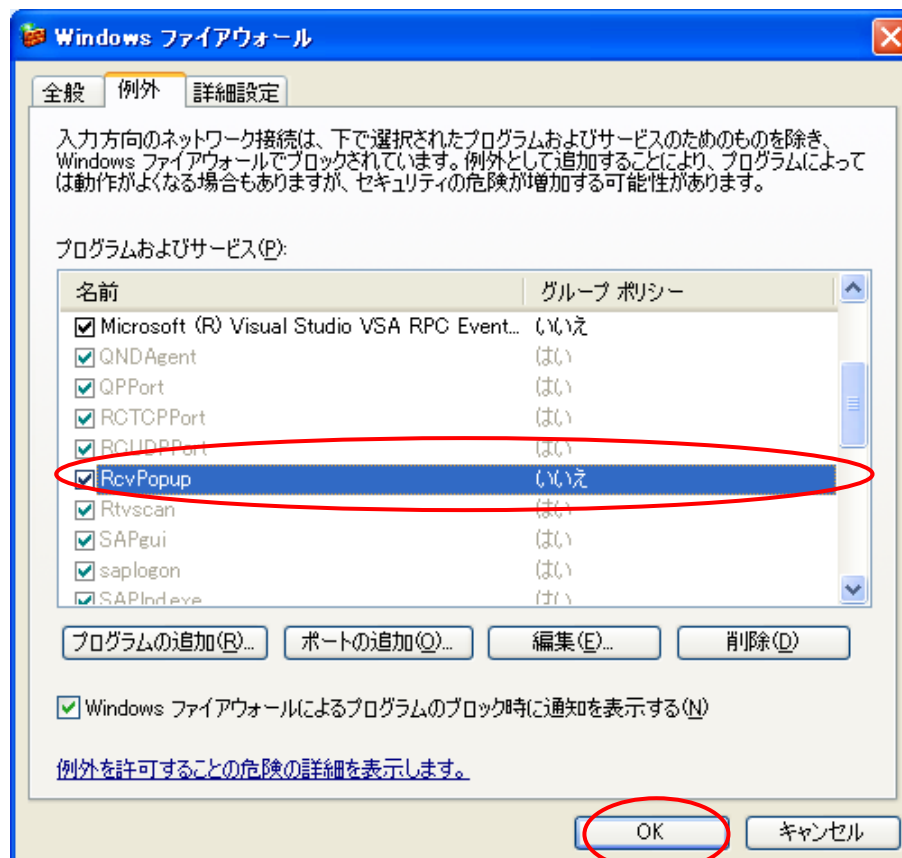 Windows ファイアウォール
全般 例外 詳細設定
入力方向のネットワーク接続は、下で選択されたプログラムおよびサービスのためのものを除き、
Windows ファイアウォールでブロックされています。例外として追加することにより、プログラムによって
は動作がよくなる場合もありますが、セキュリティの危険が増加する可能性があります。
プログラムおよびサービス(P):
名前 グループ ポリシー
Microsoft (R) Visual Studio VSA RPC Event... いいえ
QNDAgent はい
QPPort はい
RCTCPPort はい
RCUDPPort はい
RcvPopup いいえ
Rtvscan はい
SAPgui はい
saplogon はい
SAPIndexe はい
プログラムの追加(R)... ポートの追加(O)... 編集(E)... 削除(D)
Windows ファイアウォールによるプログラムのブロック時に通知を表示する(N)
例外を許可することの危険の詳細を表示します。
OK キャンセル